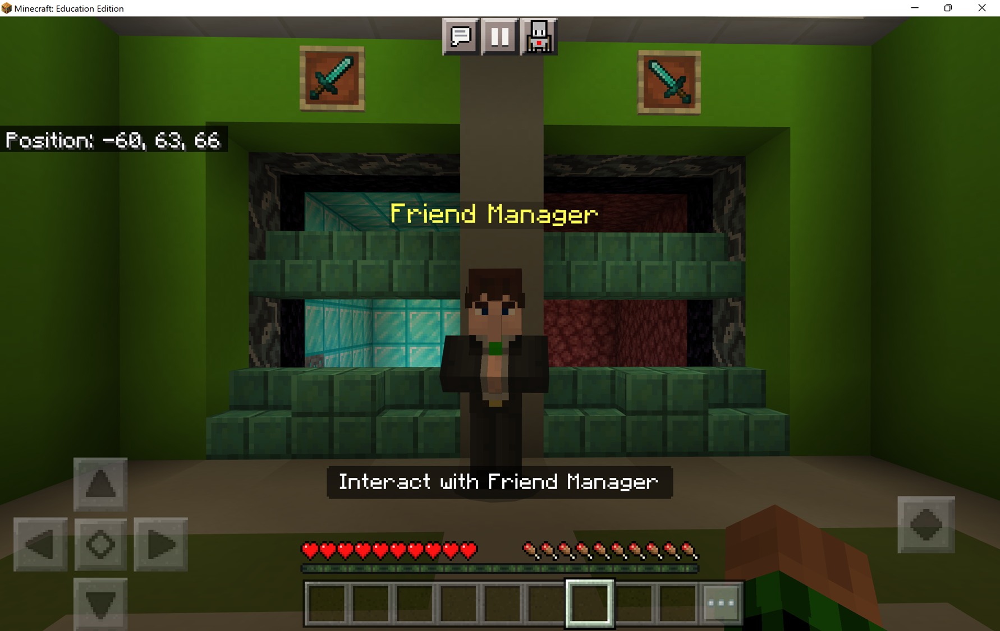 Minecraft: Education Edition
Position: -60, 63, 66
Friend Manager
Interact with Friend Manager